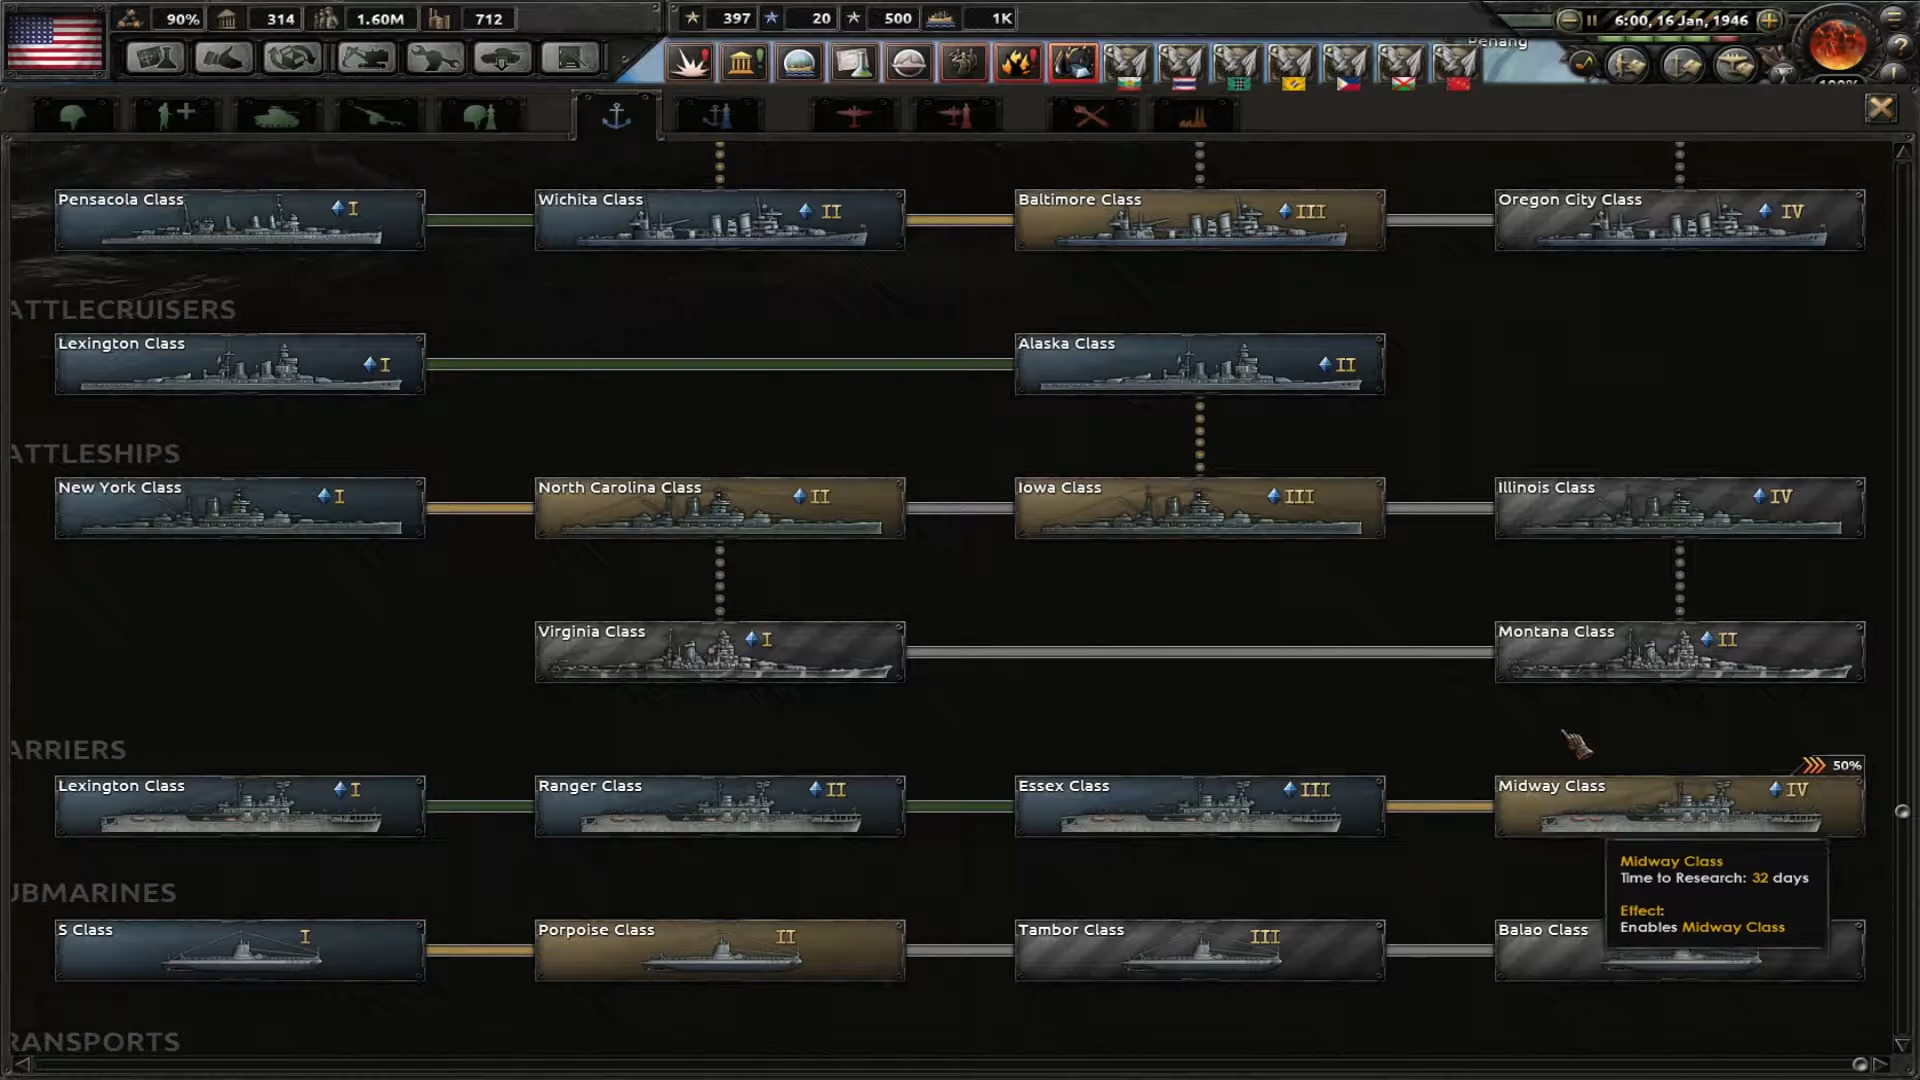 90%
314
1.60M
712
397
20
500
1K
6:00, 16 Jan, 1946
Penang
100%
Pensacola Class
I
Wichita Class
II
Baltimore Class
III
Oregon City Class
IV
ATTLECRUISERS
Lexington Class
I
Alaska Class
II
ATTLESHIPS
New York Class
I
North Carolina Class
II
Iowa Class
III
Illinois Class
IV
Virginia Class
I
Montana Class
II
ARRIERS
50%
Lexington Class
I
Ranger Class
II
Essex Class
III
Midway Class
IV
Midway Class
Time to Research: 32 days
Effect:
Enables Midway Class
UBMARINES
S Class
I
Porpoise Class
II
Tambor Class
III
Balao Class
RANSPORTS